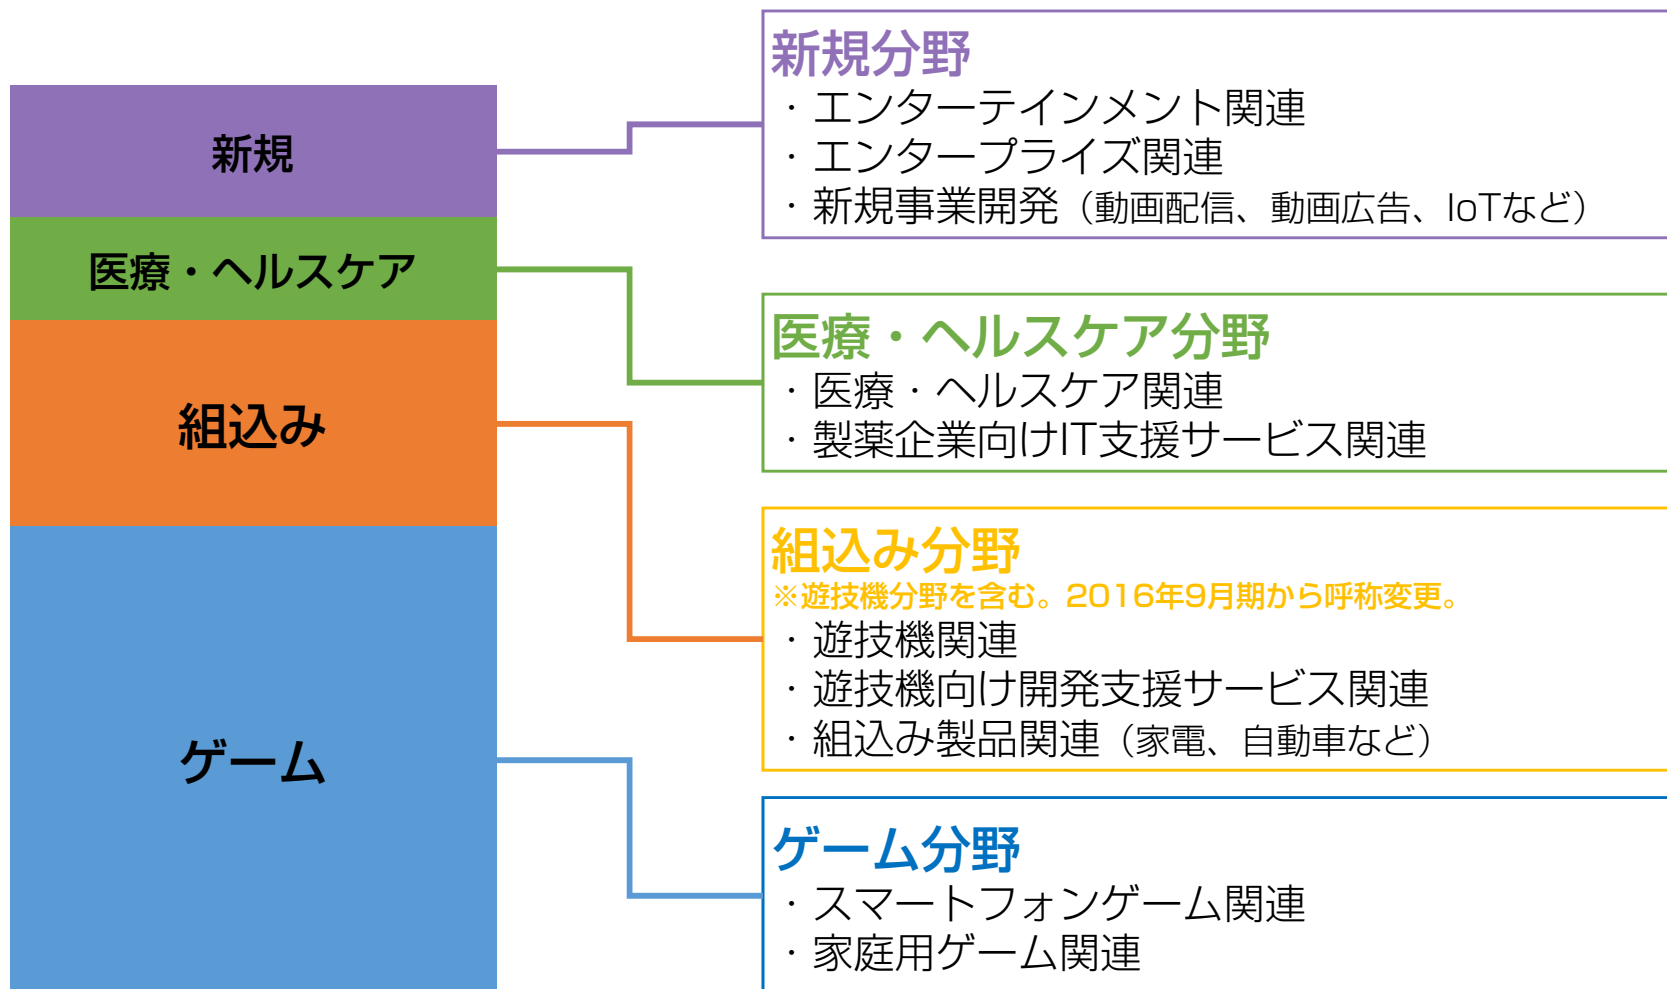 新規
医療・ヘルスケア
組込み
ゲーム
新規分野
・エンターテインメント関連
・エンタープライズ関連
・新規事業開発（動画配信、動画広告、IoTなど）
医療・ヘルスケア分野
・医療・ヘルスケア関連
・製薬企業向けIT支援サービス関連
組込み分野
※遊技機分野を含む。2016年9月期から呼称変更。
・遊技機関連
・遊技機向け開発支援サービス関連
・組込み製品関連（家電、自動車など）
ゲーム分野
・スマートフォンゲーム関連
・家庭用ゲーム関連